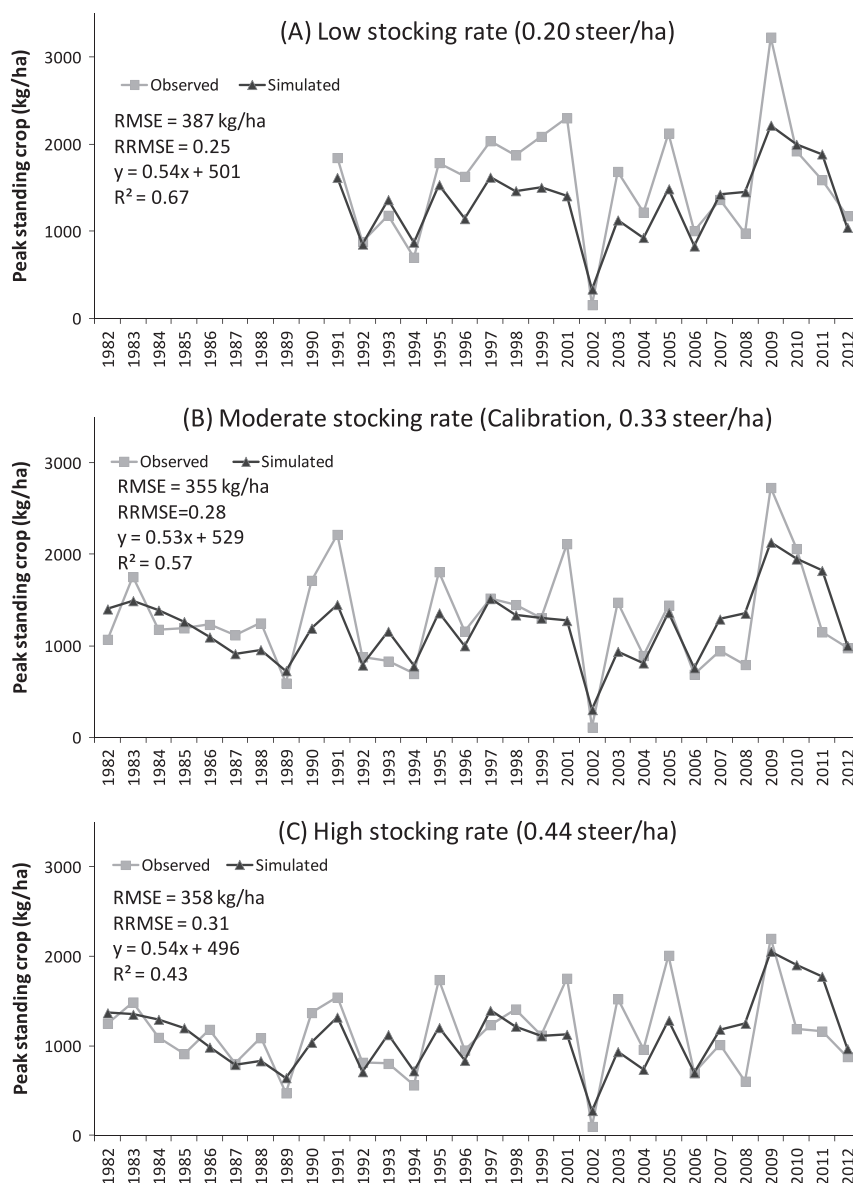 (A) Low stocking rate (0.20 steer/ha)
Peak standing crop (kg/ha)
3000
2000
1000
0
Observed Simulated
RMSE = 387 kg/ha
RRMSE = 0.25
y = 0.54x + 501
R² = 0.67
1982 1983 1984 1985 1986 1987 1988 1989 1990 1991 1992 1993 1994 1995 1996 1997 1998 1999 2001 2002 2003 2004 2005 2006 2007 2008 2009 2010 2011 2012
(B) Moderate stocking rate (Calibration, 0.33 steer/ha)
Peak standing crop (kg/ha)
3000
2000
1000
0
Observed Simulated
RMSE = 355 kg/ha
RRMSE=0.28
y = 0.53x + 529
R² = 0.57
1982 1983 1984 1985 1986 1987 1988 1989 1990 1991 1992 1993 1994 1995 1996 1997 1998 1999 2001 2002 2003 2004 2005 2006 2007 2008 2009 2010 2011 2012
(C) High stocking rate (0.44 steer/ha)
Peak standing crop (kg/ha)
3000
2000
1000
0
Observed Simulated
RMSE = 358 kg/ha
RRMSE = 0.31
y = 0.54x + 496
R² = 0.43
1982 1983 1984 1985 1986 1987 1988 1989 1990 1991 1992 1993 1994 1995 1996 1997 1998 1999 2001 2002 2003 2004 2005 2006 2007 2008 2009 2010 2011 2012